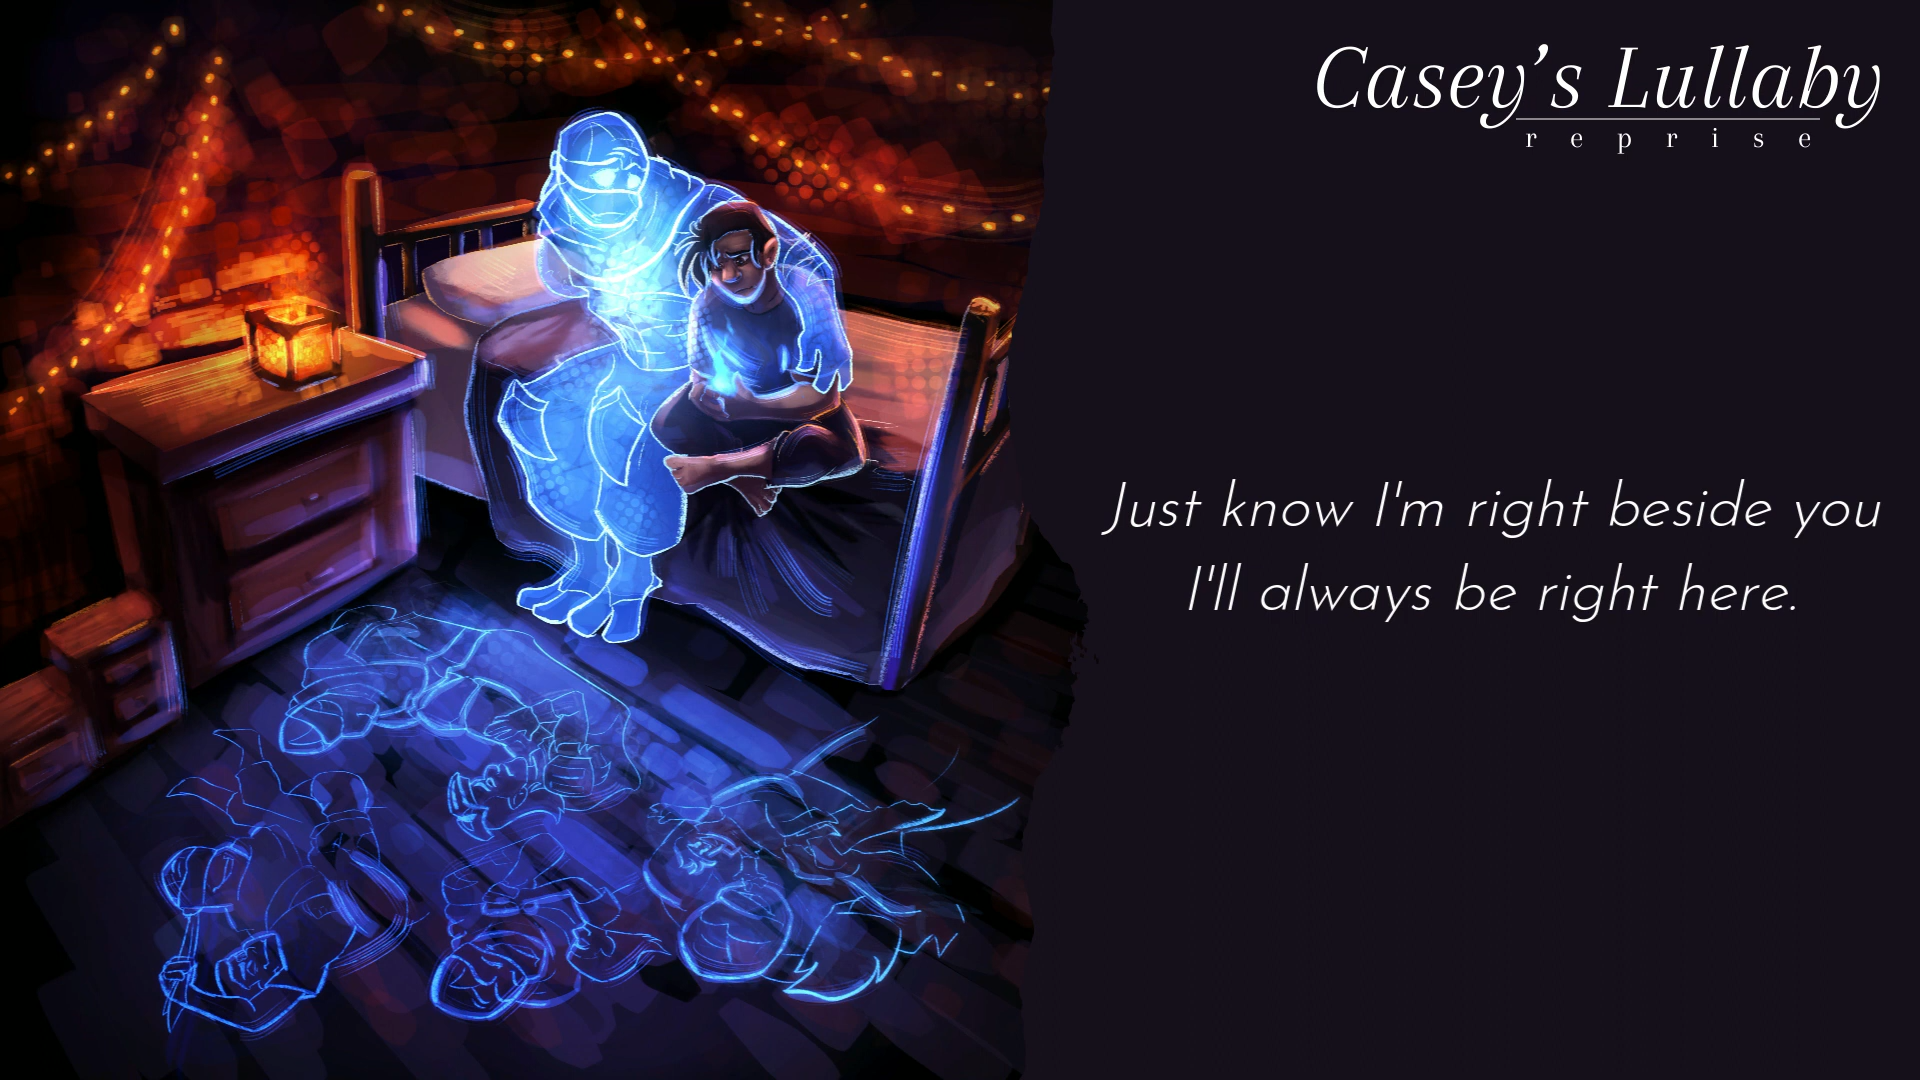 Casey’s Lullaby
reprise
Just know I'm right beside you
I'll always be right here.